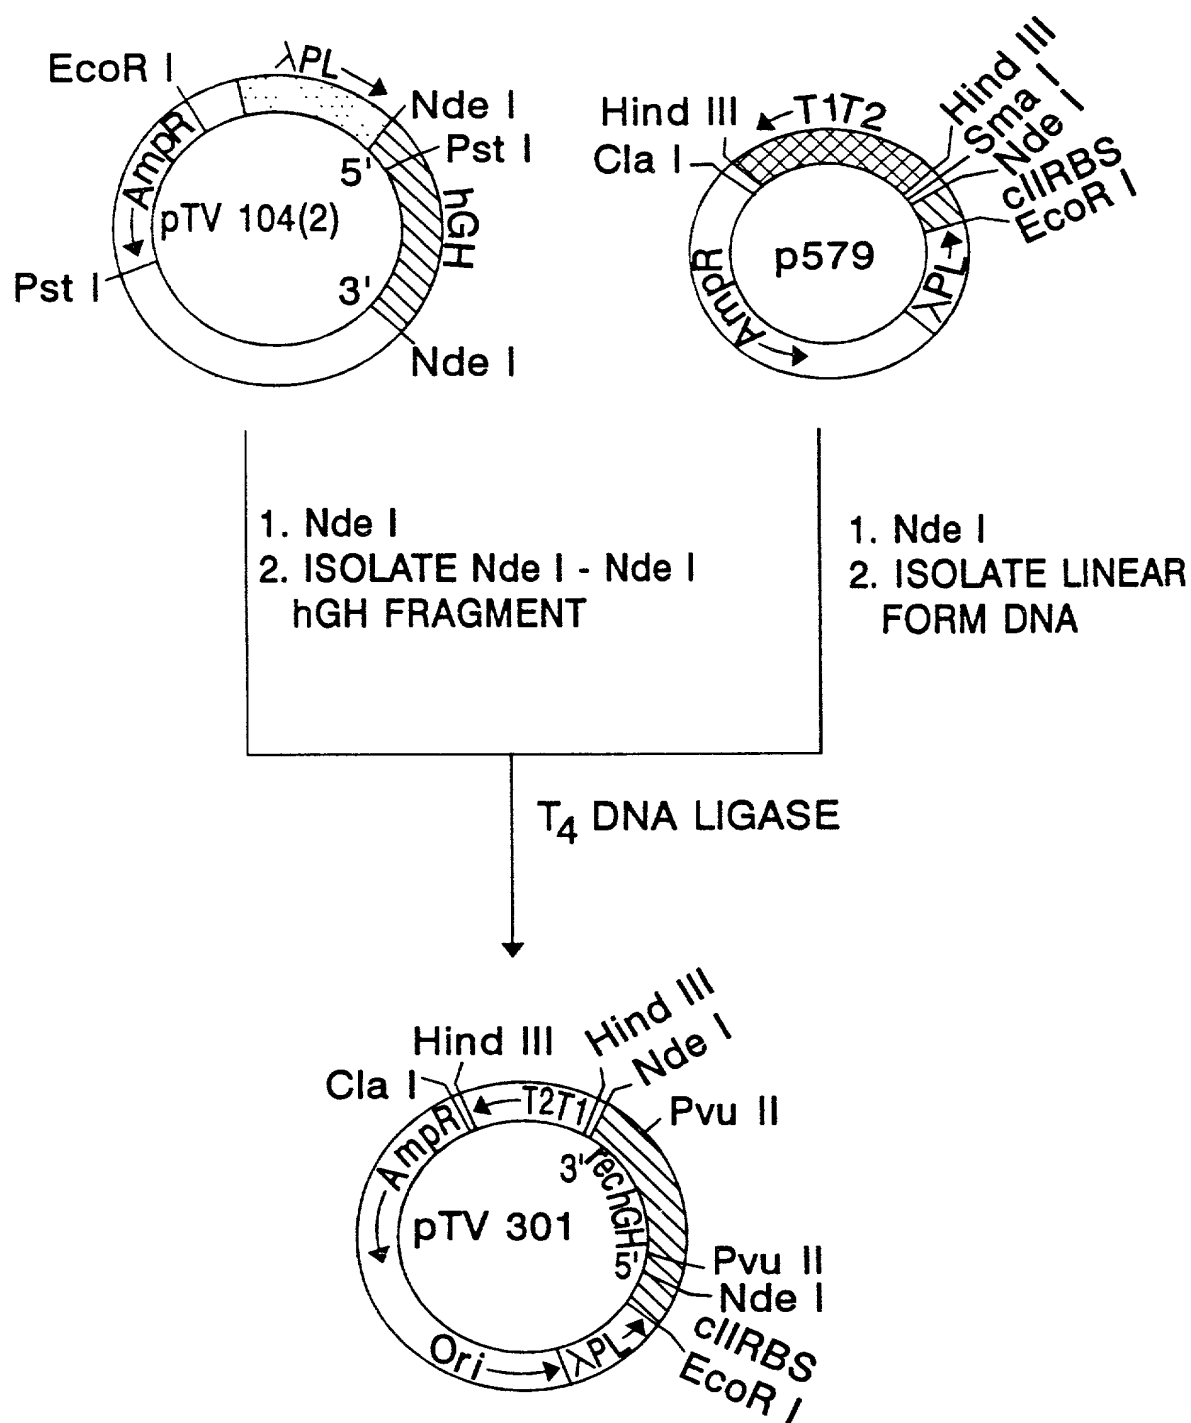 EcoR I
λPL
Nde I
Pst I
5'
AmpR
pTV 104(2)
hGH
3'
Pst I
Nde I
Hind III
Cla I
T1T2
Hind III
Sma I
Nde I
cIIRBS
EcoR I
p579
λPL
AmpR
1. Nde I
2. ISOLATE Nde I - Nde I
hGH FRAGMENT
1. Nde I
2. ISOLATE LINEAR
FORM DNA
T4 DNA LIGASE
Hind III
Cla I
T2T1
Hind III
Nde I
Pvu II
AmpR
3'
rechGH
5'
pTV 301
Pvu II
Nde I
cIIRBS
EcoR I
λPL
Ori